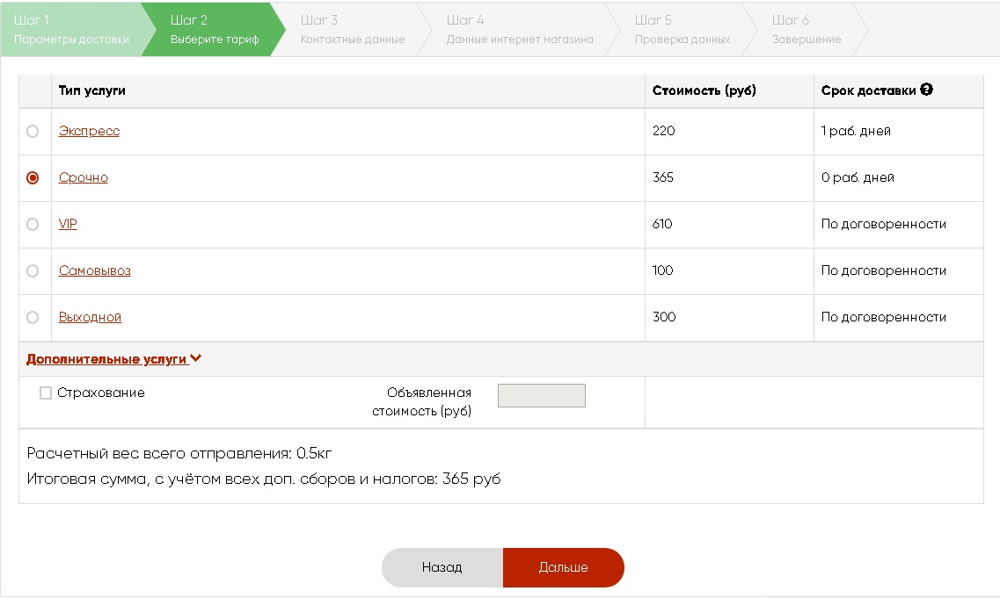 Шаг 1
Параметры доставки
Шаг 2
Выберите тариф
Шаг 3
Контактные данные
Шаг 4
Данные интернет магазина
Шаг 5
Проверка данных
Шаг 6
Завершение
Тип услуги Стоимость (руб) Срок доставки ?
Экспресс 220 1 раб. дней
Срочно 365 0 раб. дней
VIP 610 По договоренности
Самовывоз 100 По договоренности
Выходной 300 По договоренности
Дополнительные услуги
Страхование
Объявленная
стоимость (руб)
Расчетный вес всего отправления: 0.5кг
Итоговая сумма, с учётом всех доп. сборов и налогов: 365 руб
Назад Дальше